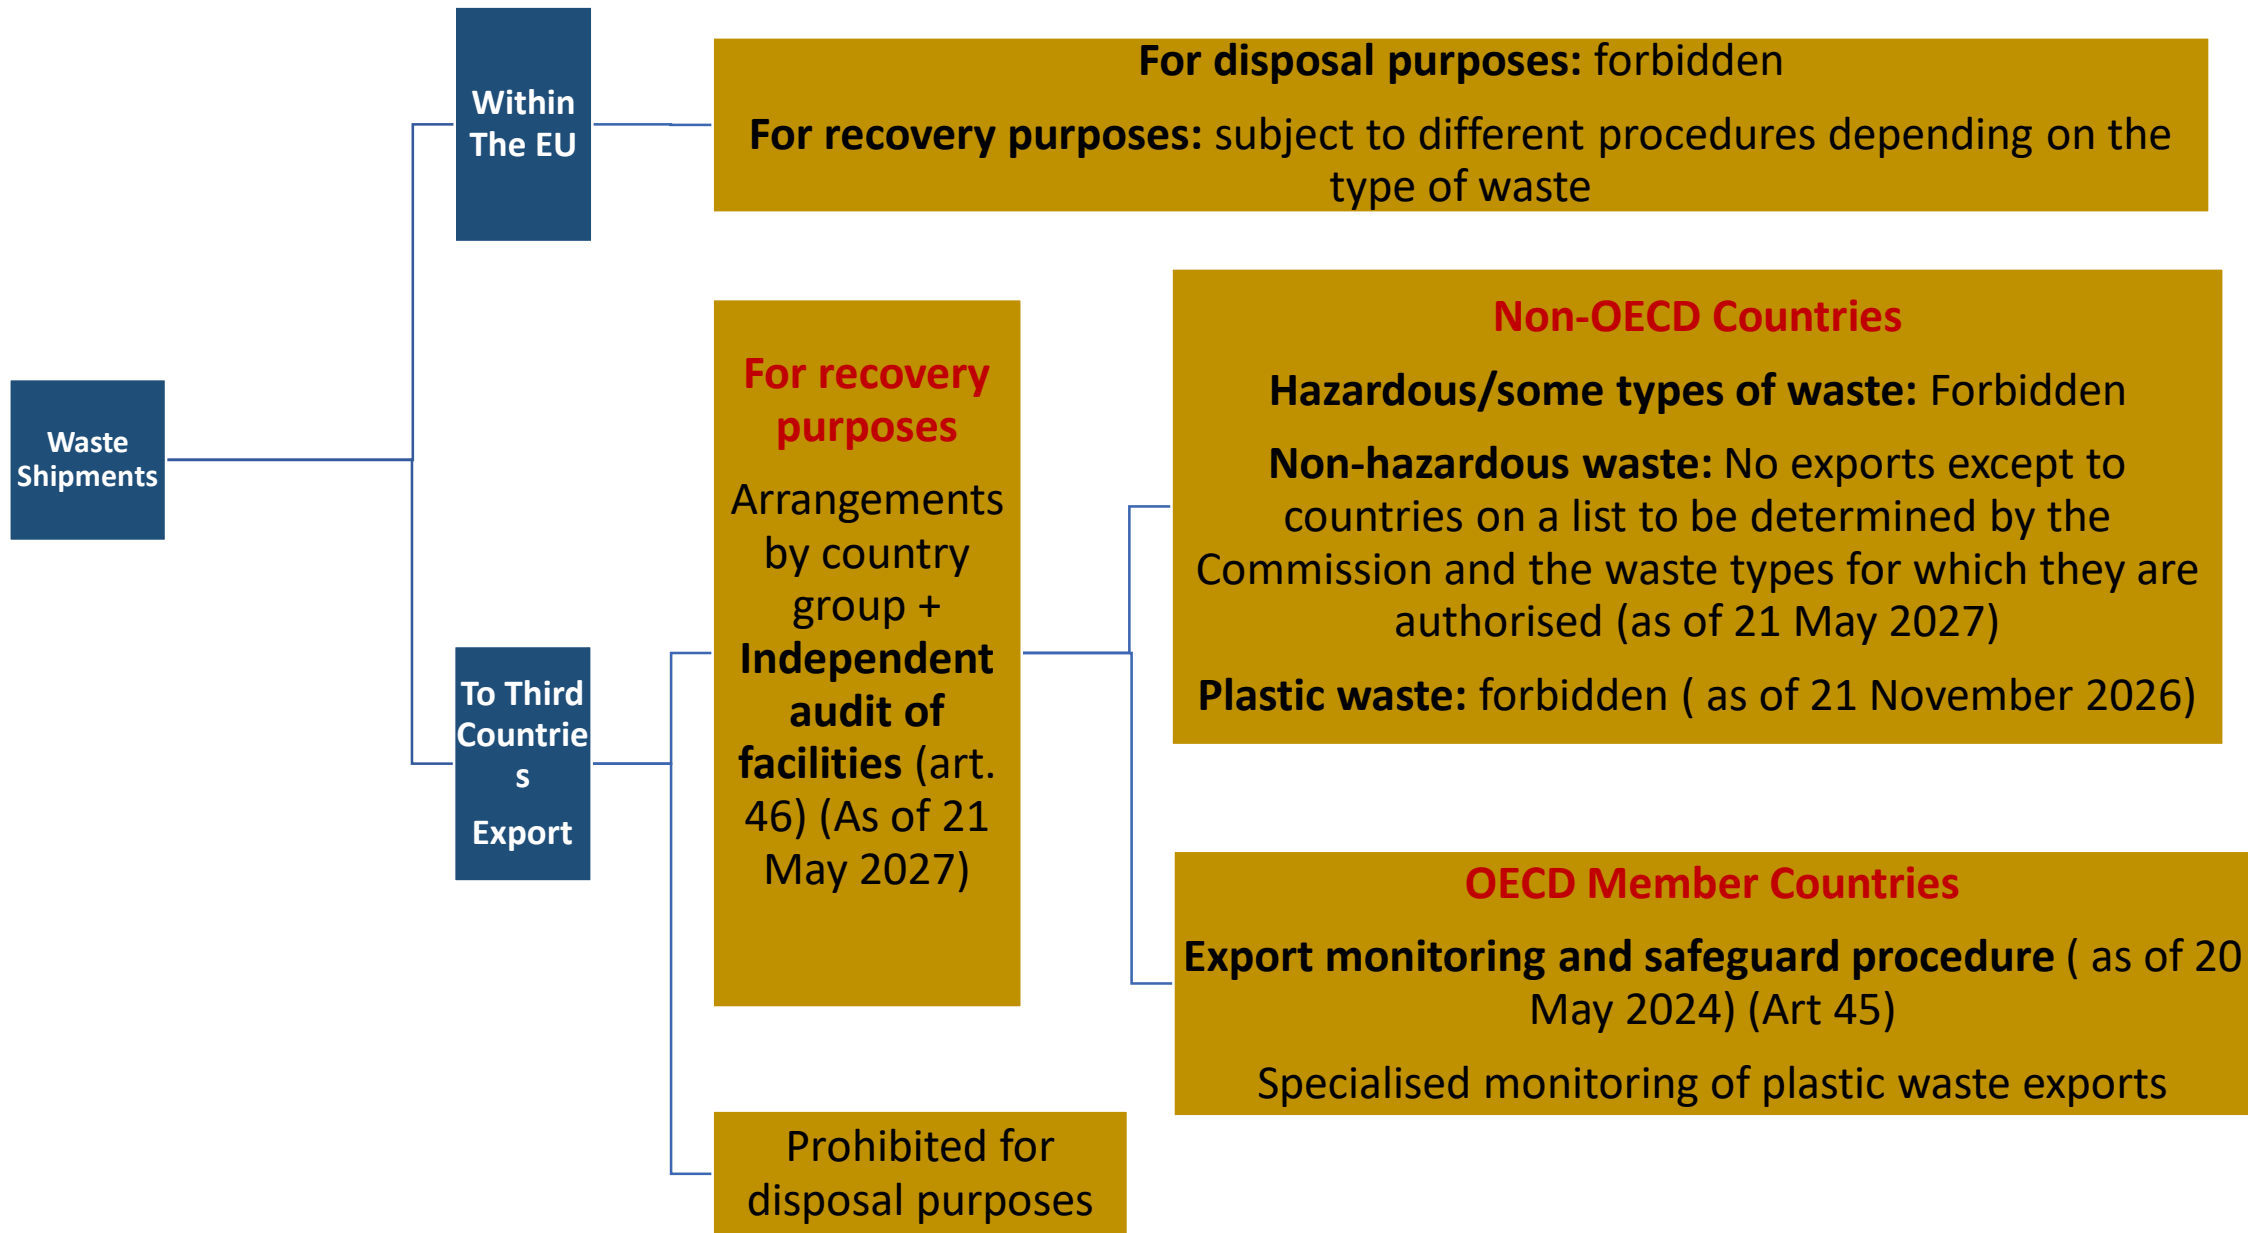 Waste
Shipments
Within
The EU
For disposal purposes: forbidden
For recovery purposes: subject to different procedures depending on the
type of waste
To Third
Countrie
s
Export
For recovery
purposes
Arrangements
by country
group +
Independent
audit of
facilities (art.
46) (As of 21
May 2027)
Non-OECD Countries
Hazardous/some types of waste: Forbidden
Non-hazardous waste: No exports except to
countries on a list to be determined by the
Commission and the waste types for which they are
authorised (as of 21 May 2027)
Plastic waste: forbidden ( as of 21 November 2026)
OECD Member Countries
Export monitoring and safeguard procedure ( as of 20
May 2024) (Art 45)
Specialised monitoring of plastic waste exports
Prohibited for
disposal purposes